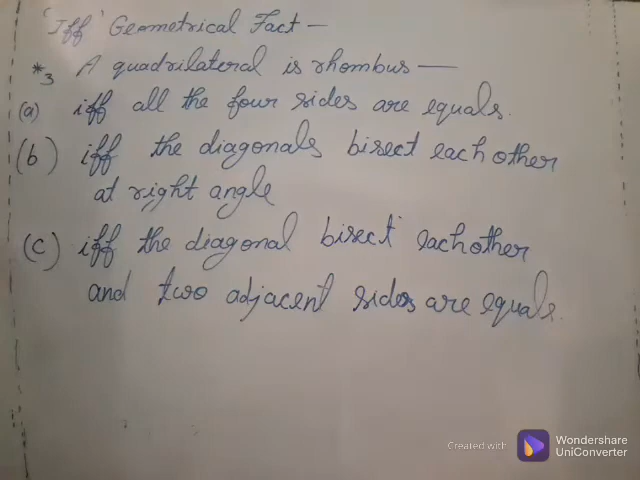 'Iff' Geometrical Fact —
*3 A quadrilateral is rhombus —
(a) iff all the four sides are equals.
(b) iff the diagonals bisect each other
at right angle
(C) iff the diagonal bisect each other
and two adjacent sides are equals.
Created with Wondershare
UniConverter